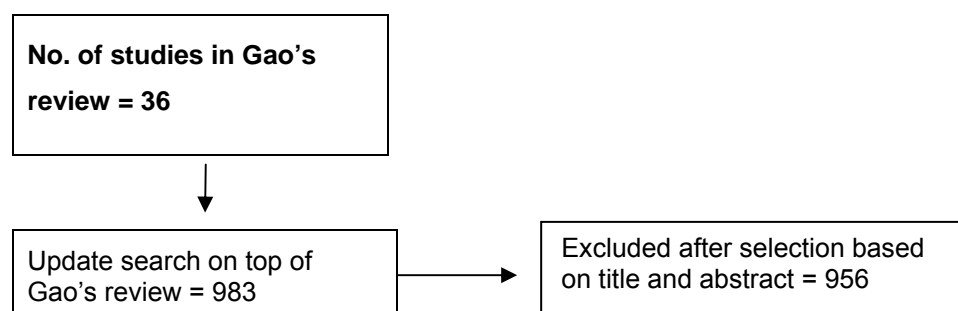 No. of studies in Gao’s
review = 36
Update search on top of
Gao’s review = 983
Excluded after selection based
on title and abstract = 956